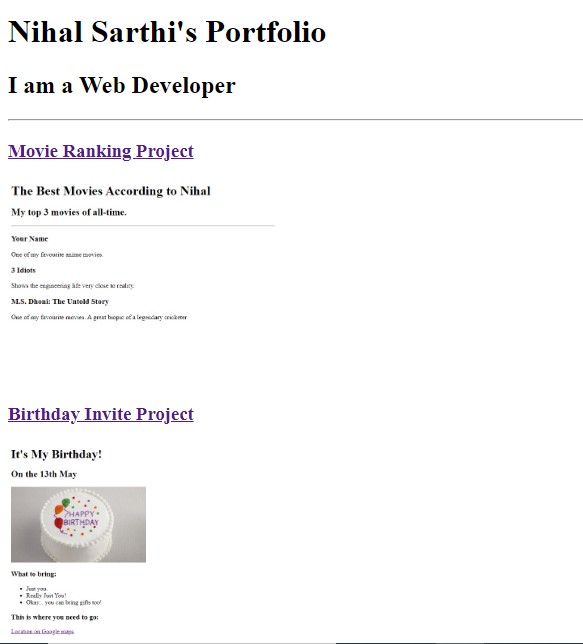 Nihal Sarthi's Portfolio
I am a Web Developer
Movie Ranking Project
The Best Movies According to Nihal
My top 3 movies of all-time.
Your Name
One of my favourite anime movies.
3 Idiots
Shows the engineering life very close to reality.
M.S. Dhoni: The Untold Story
One of my favourite movies. A great biopic of a legendary cricketer
Birthday Invite Project
It's My Birthday!
On the 13th May
HAPPY
BIRTHDAY
What to bring:
Just you.
Really Just You!
Okay.. you can bring gifts too!
This is where you need to go:
Location on Google maps